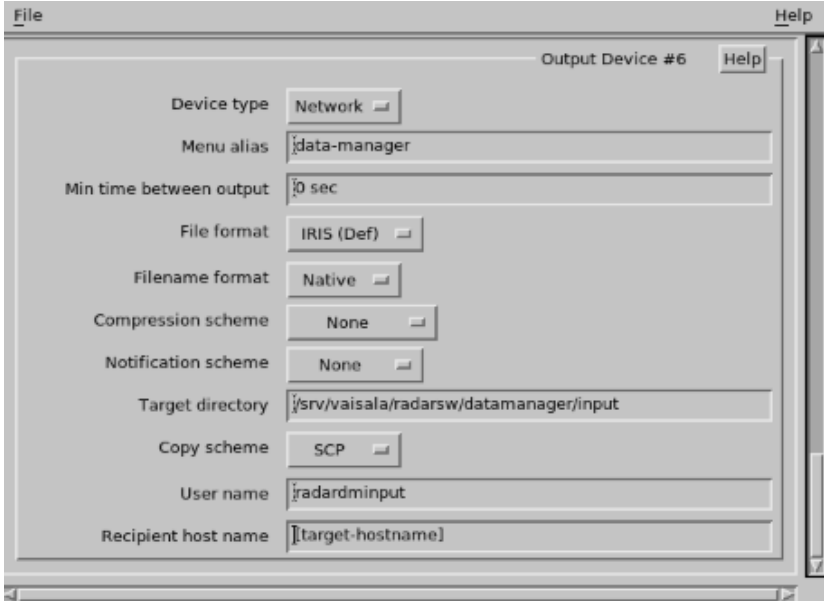 File Help
Output Device #6 Help
Device type Network
Menu alias data-manager
Min time between output 0 sec
File format IRIS (Def)
Filename format Native
Compression scheme None
Notification scheme None
Target directory /srv/vaisala/radarsw/datamanager/input
Copy scheme SCP
User name radardminput
Recipient host name [target-hostname]